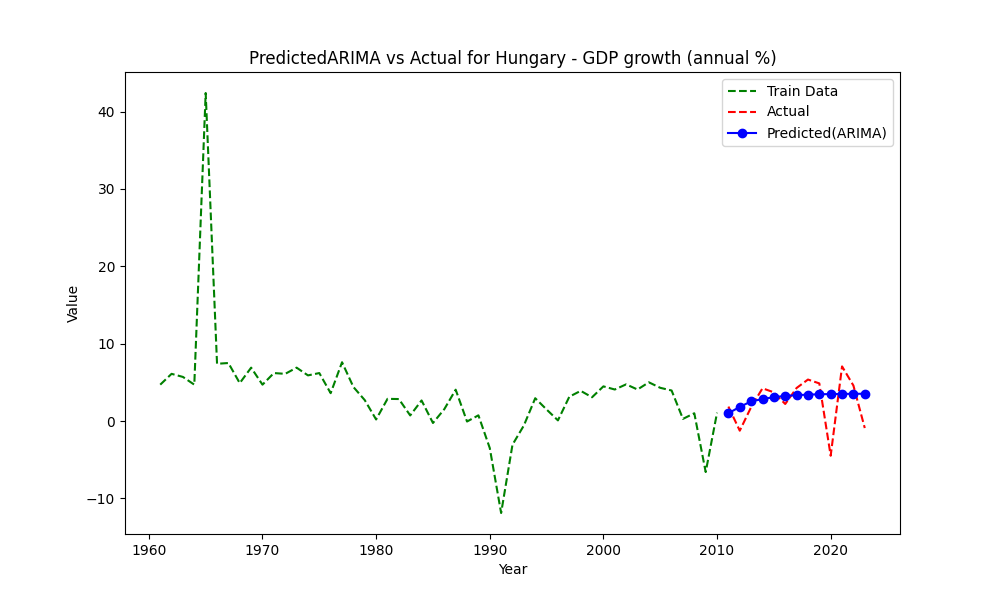 PredictedARIMA vs Actual for Hungary - GDP growth (annual %)
Train Data
Actual
Predicted(ARIMA)
40
30
20
10
0
−10
Value
1960 1970 1980 1990 2000 2010 2020
Year